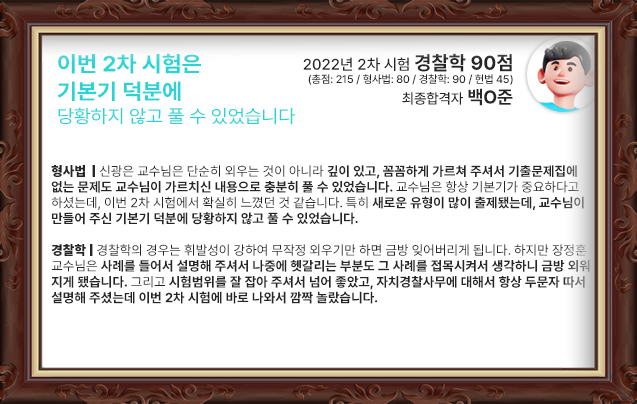 이번 2차 시험은
기본기 덕분에
당황하지 않고 풀 수 있었습니다
2022년 2차 시험 경찰학 90점
(총점: 215 / 형사법: 80 / 경찰학: 90 / 헌법 45)
최종합격자 백O준
형사법 | 신광은 교수님은 단순히 외우는 것이 아니라 깊이 있고, 꼼꼼하게 가르쳐 주셔서 기출문제집에
없는 문제도 교수님이 가르치신 내용으로 충분히 풀 수 있었습니다. 교수님은 항상 기본기가 중요하다고
하셨는데, 이번 2차 시험에서 확실히 느꼈던 것 같습니다. 특히 새로운 유형이 많이 출제됐는데, 교수님이
만들어 주신 기본기 덕분에 당황하지 않고 풀 수 있었습니다.
경찰학 | 경찰학의 경우는 휘발성이 강하여 무작정 외우기만 하면 금방 잊어버리게 됩니다. 하지만 장정훈
교수님은 사례를 들어서 설명해 주셔서 나중에 헷갈리는 부분도 그 사례를 접목시켜서 생각하니 금방 외워
지게 됐습니다. 그리고 시험범위를 잘 잡아 주셔서 넘어 좋았고, 자치경찰사무에 대해서 항상 두문자 따서
설명해 주셨는데 이번 2차 시험에 바로 나와서 깜짝 놀랐습니다.